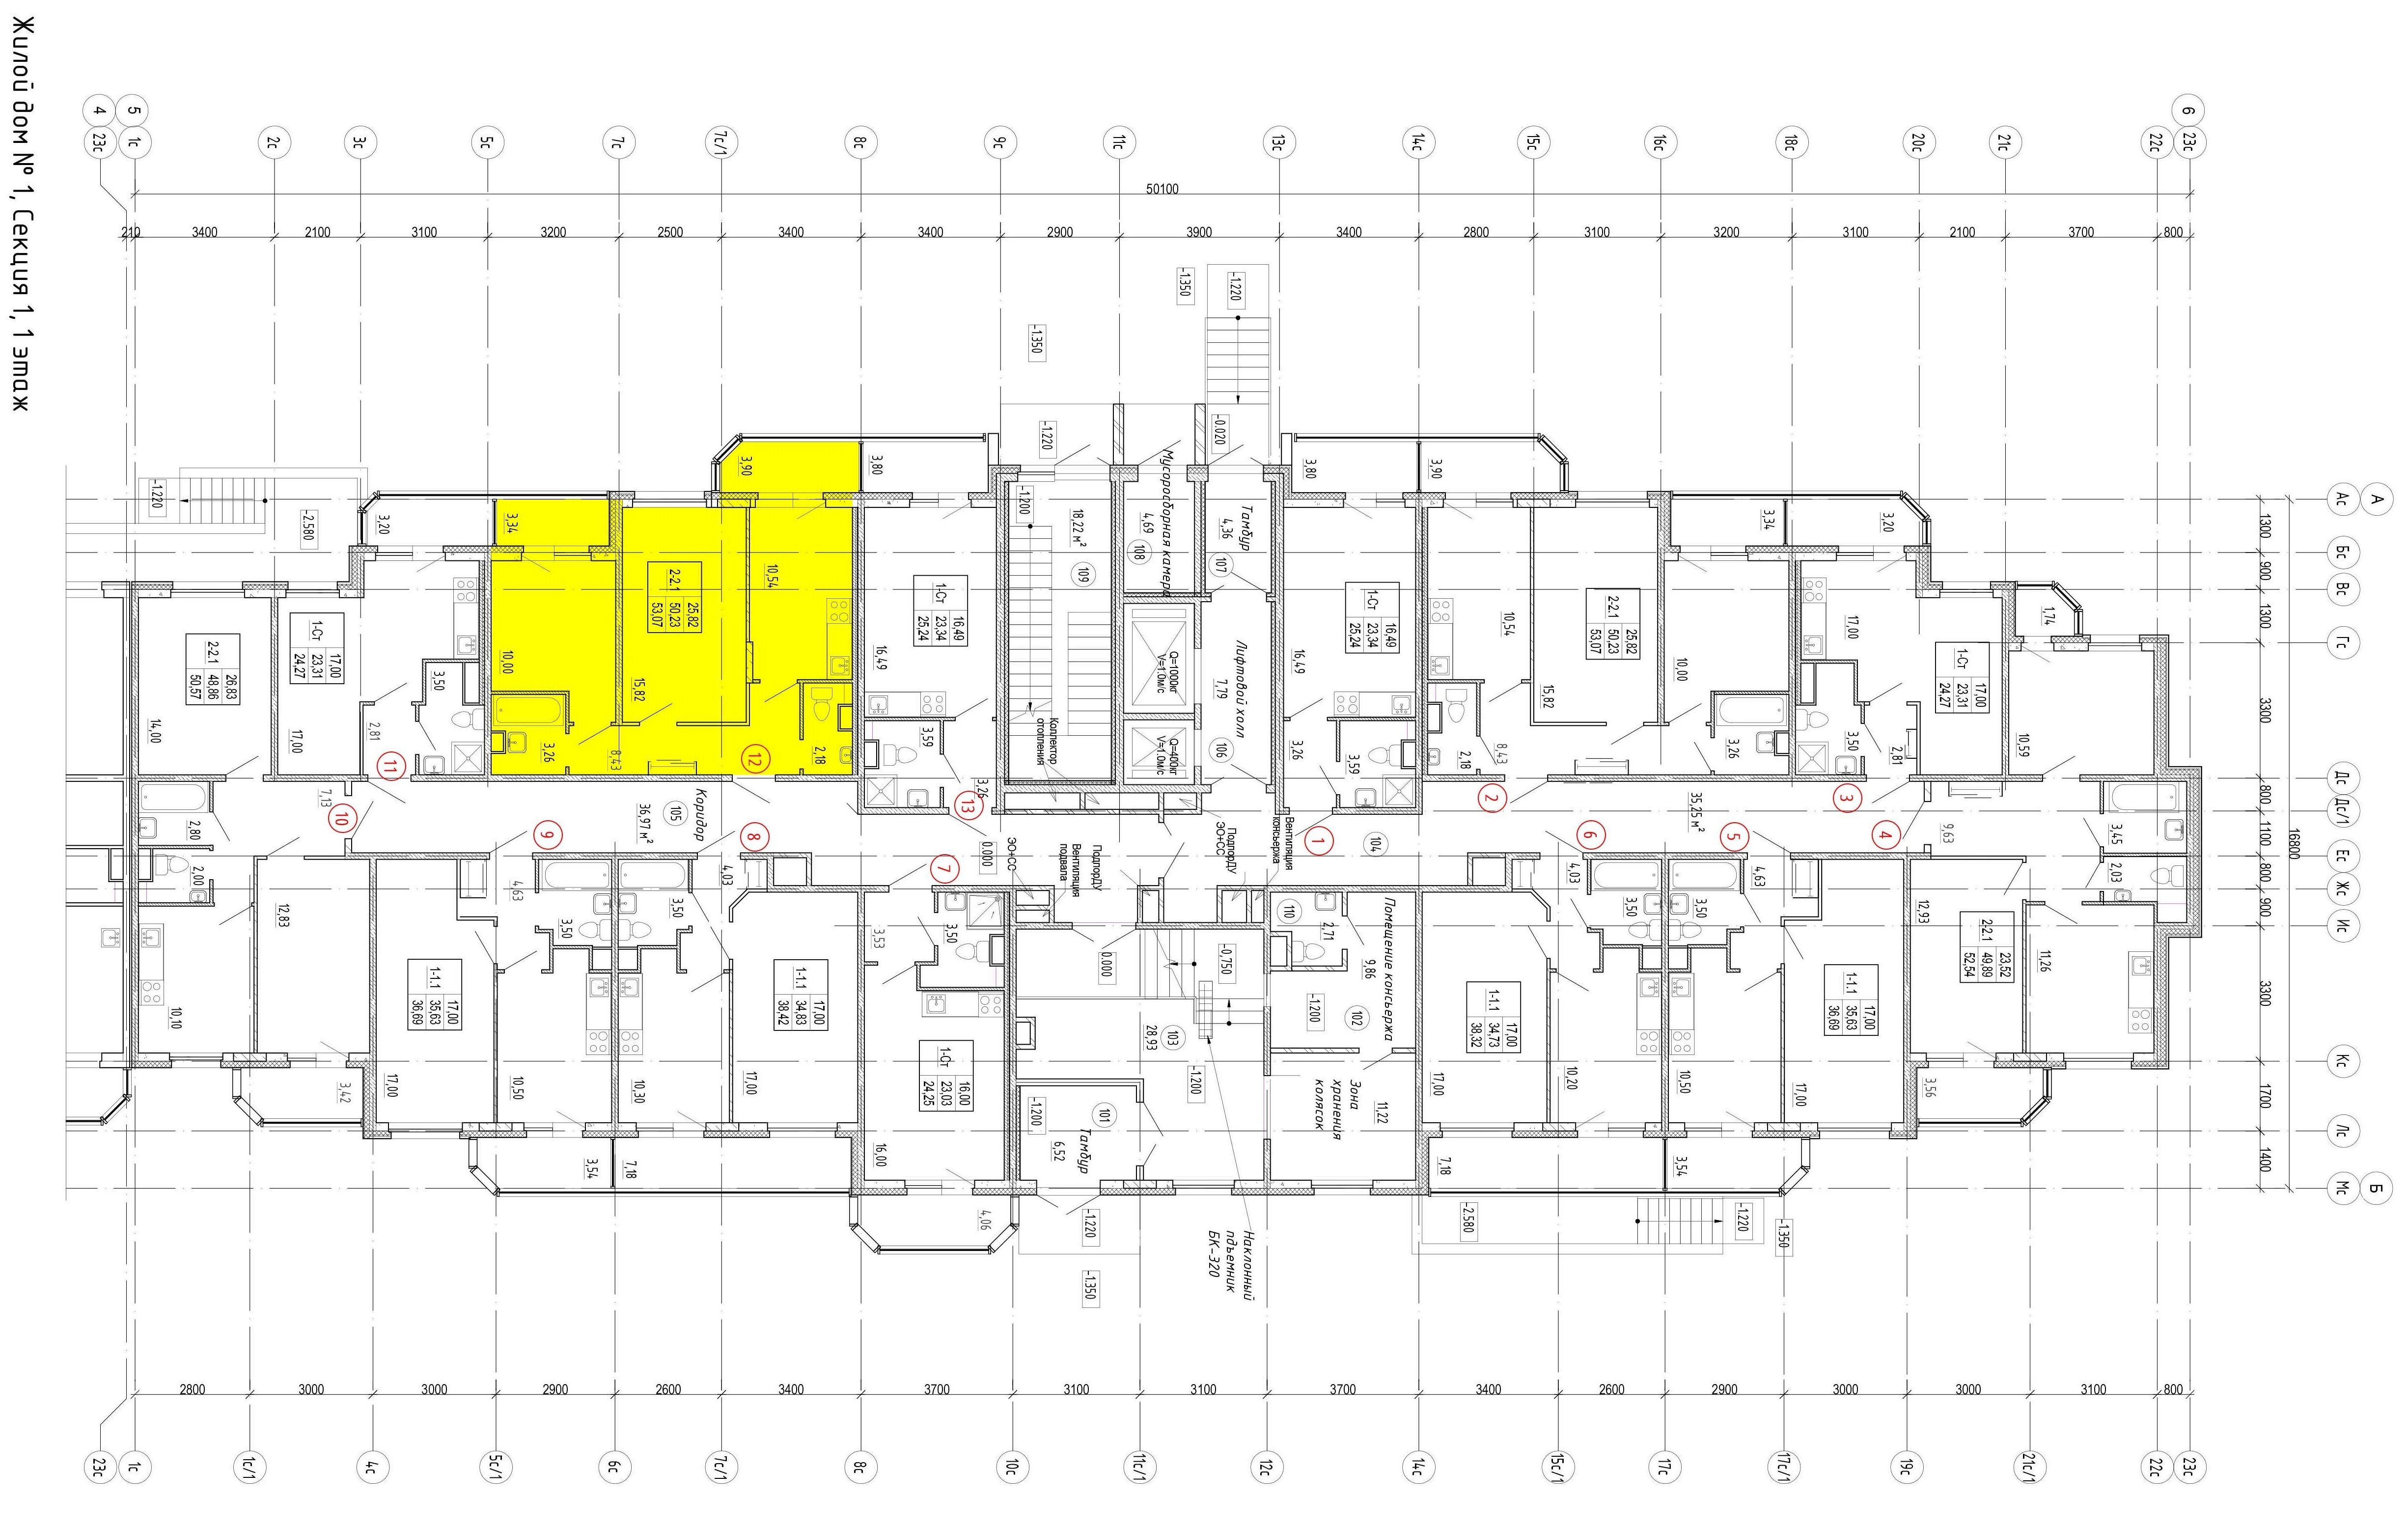 Жилой дом № 1, Секция 1, 1 этаж
5
6
4
23с
1с
2с
3с
5с
7с
7с/1
8с
9с
11с
13с
14с
15с
16с
18с
20с
21с
22с
23с
50100
210
3400
2100
3100
3200
2500
3400
3400
2900
3900
3400
2800
3100
3200
3100
2100
3700
800
А
Ас
Бс
Вс
Гс
Дс
Дс/1
Ес
Жс
Ис
Кс
Лс
Мс
Б
1300
900
1300
3300
800
1100
800
900
3300
1700
1400
16800
-1.350
-1.220
-1.350
-1.220
-0.020
-1.220
-2.580
3,20
3,34
3,90
3,80
3,80
3,90
3,34
3,20
1,74
2-2.1
26,83
48,86
50,57
14,00
1-Ст
17,00
23,31
24,27
17,00
3,50
2,81
11
10,00
3,26
2-2.1
25,82
50,23
53,07
15,82
8,43
10,54
12
2,18
1-Ст
16,49
23,34
25,24
16,49
3,59
3,26
13
-1.200
18,22 м²
109
Мусоросборная камера
4,69
108
Тамбур
4,36
107
Q=1000кг
V=1.0м/с
Q=400кг
V=1.0м/с
Лифтовой холл
7,79
106
Коллектор
отопления
1-Ст
16,49
23,34
25,24
16,49
3,26
3,59
1
10,54
2,18
8,43
2
2-2.1
25,82
50,23
53,07
15,82
10,00
3,26
17,00
3,50
2,81
3
1-Ст
17,00
23,31
24,27
10,59
3,45
9,63
4
2,03
7,13
10
2,80
2,00
12,83
10,10
3,42
9
4,63
3,50
1-1.1
17,00
35,63
36,69
17,00
10,50
3,54
Коридор
105
36,97 м²
8
4,03
3,50
10,30
1-1.1
17,00
34,83
38,42
17,00
7,18
7
3,53
3,50
1-Ст
16,00
23,03
24,25
16,00
4,06
0.000
ЭО+СС
Вентиляция
подвала
ПодпорДУ
ПодпорДУ
ЭО+СС
Вентиляция
консьержа
0.000
-0,750
103
28,93
-1.200
-1.200
101
Тамбур
6,52
-1.220
-1.350
Наклонный
подъемник
БК-320
110
2,71
Помещение консьержа
9,86
102
-1.200
Зона
хранения
колясок
11,22
104
35,25 м²
6
4,03
3,50
1-1.1
17,00
34,73
38,32
17,00
10,20
7,18
5
4,63
3,50
10,50
1-1.1
17,00
35,63
36,69
17,00
3,54
12,93
2-2.1
23,52
49,89
52,54
11,26
3,56
-2.580
-1.220
-1.350
2800
3000
3000
2900
2600
3400
3700
3100
3100
3700
3400
2600
2900
3000
3000
3100
800
23с
1с
1с/1
4с
5с/1
6с
7с/1
8с
10с
11с/1
12с
14с
15с/1
17с
17с/1
19с
21с/1
22с
23с